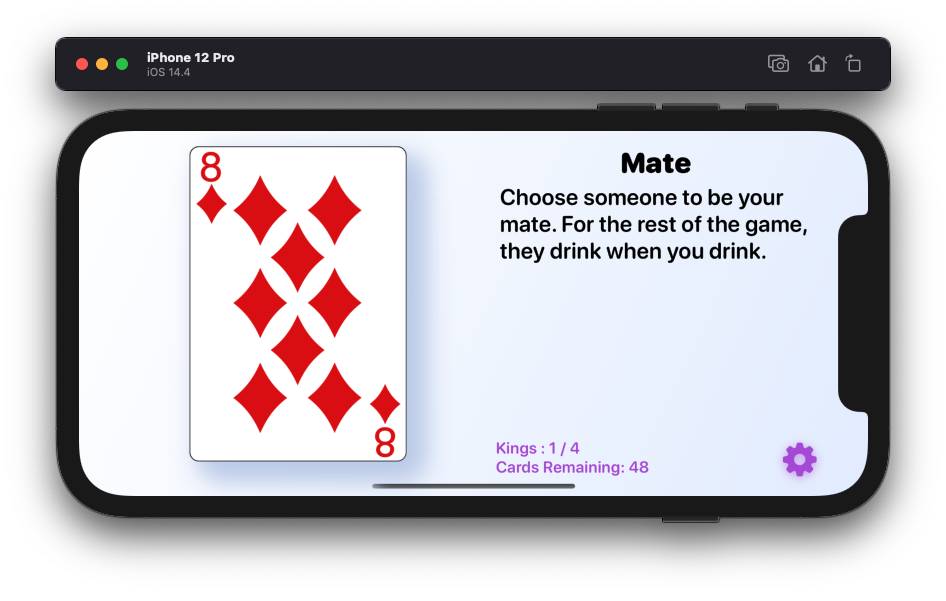 iPhone 12 Pro
iOS 14.4
8
Mate
Choose someone to be your
mate. For the rest of the game,
they drink when you drink.
8
Kings : 1 / 4
Cards Remaining: 48